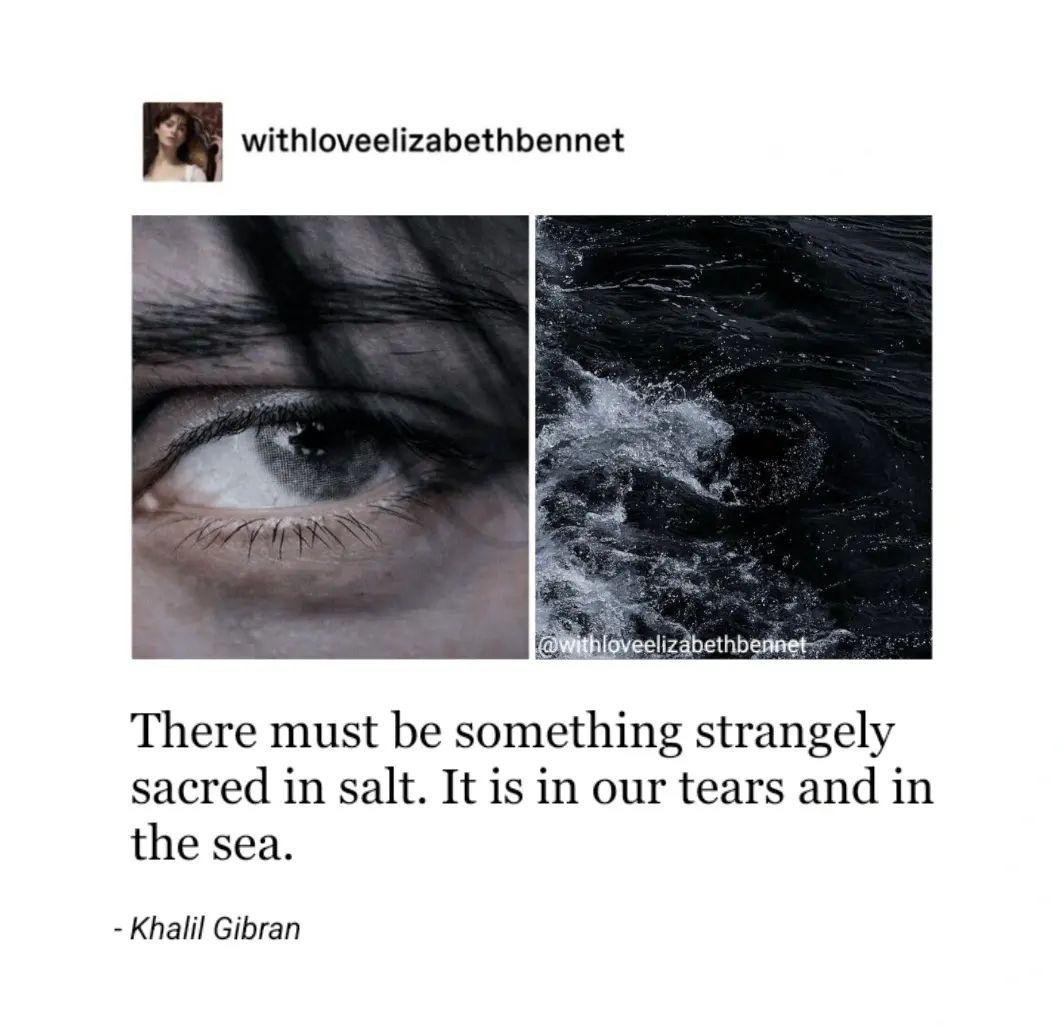 withloveelizabethbennet
@withloveelizabethbennet
There must be something strangely
sacred in salt. It is in our tears and in
the sea.
- Khalil Gibran